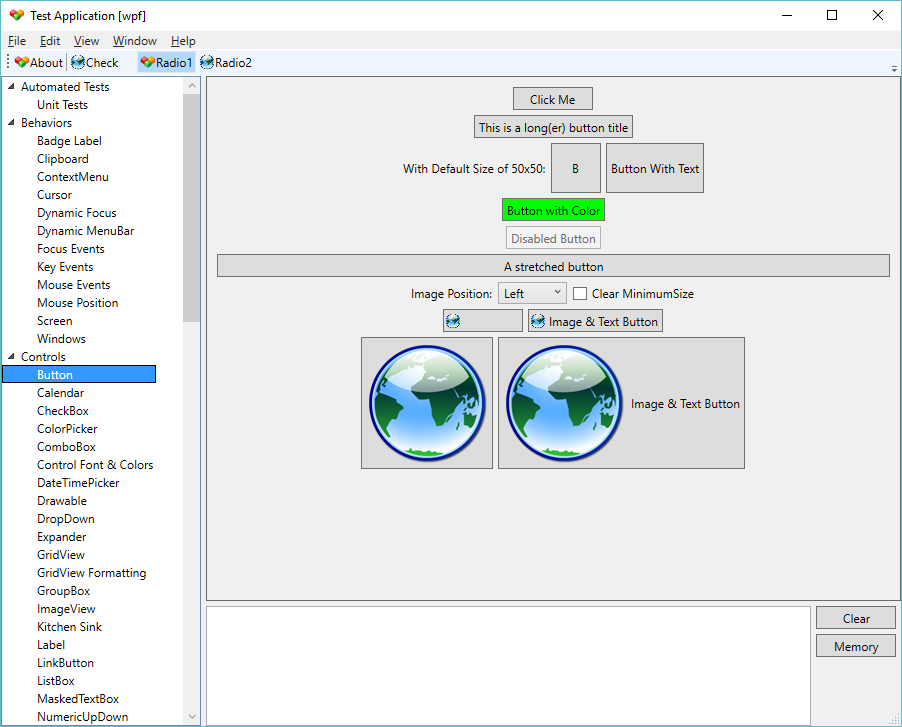 Test Application [wpf]
File Edit View Window Help
About Check Radio1 Radio2
Automated Tests
Unit Tests
Behaviors
Badge Label
Clipboard
ContextMenu
Cursor
Dynamic Focus
Dynamic MenuBar
Focus Events
Key Events
Mouse Events
Mouse Position
Screen
Windows
Controls
Button
Calendar
CheckBox
ColorPicker
ComboBox
Control Font & Colors
DateTimePicker
Drawable
DropDown
Expander
GridView
GridView Formatting
GroupBox
ImageView
Kitchen Sink
Label
LinkButton
ListBox
MaskedTextBox
NumericUpDown
Click Me
This is a long(er) button title
With Default Size of 50x50: B Button With Text
Button with Color
Disabled Button
A stretched button
Image Position: Left Clear MinimumSize
Image & Text Button
Image & Text Button
Clear
Memory